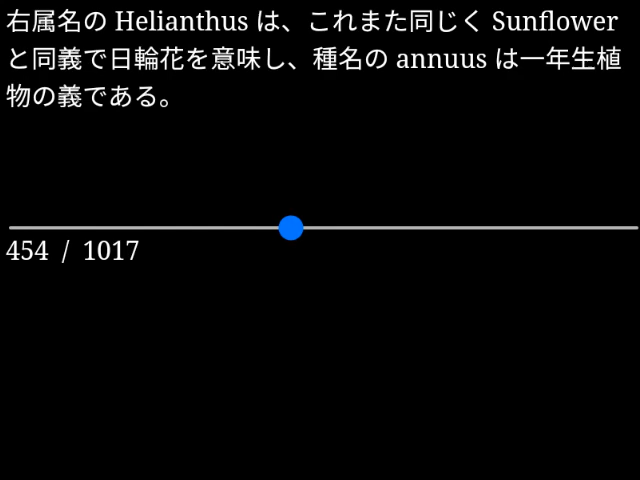 右属名の Helianthus は、これまた同じく Sunflower
と同義で日輪花を意味し、種名の annuus は一年生植
物の義である。
454 / 1017